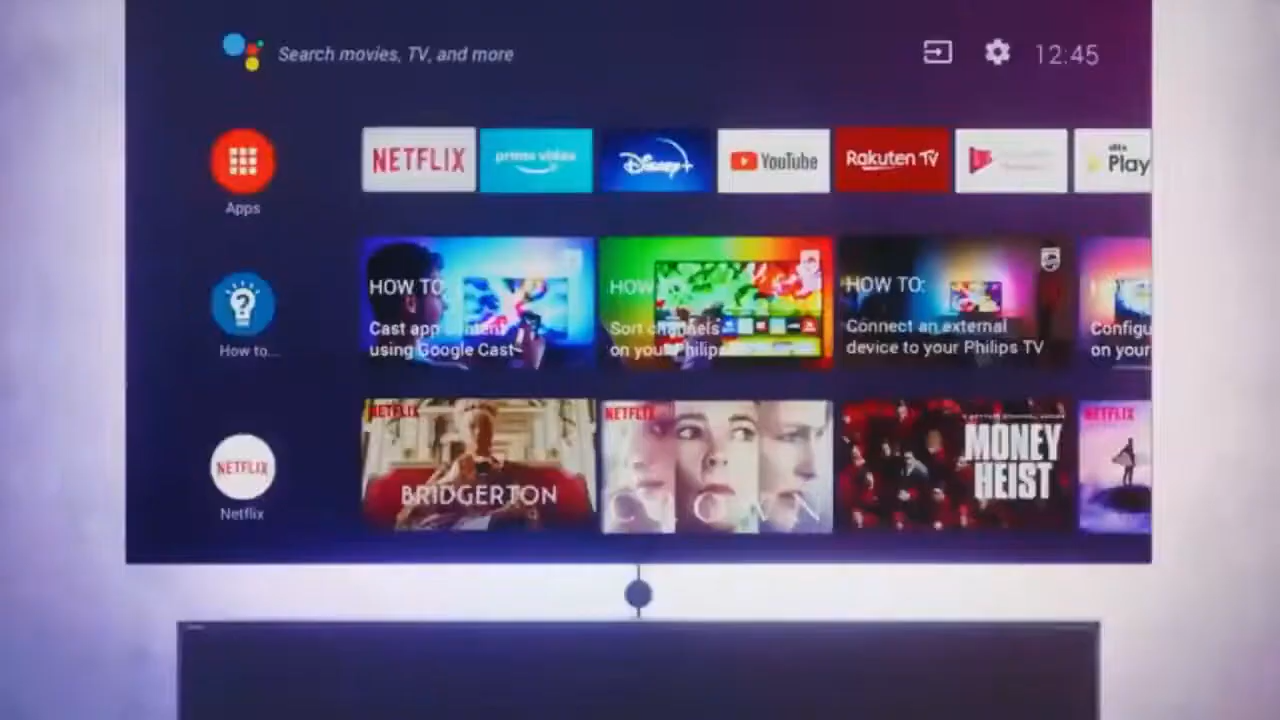 Search movies, TV, and more
12:45
NETFLIX
prime video
Disney+
YouTube
Rakuten TV
Play
Apps
HOW TO:
Cast app content
using Google Cast
HOW TO:
Sort channels
on your Philips
HOW TO:
Connect an external
device to your Philips TV
Configu
on your
How to...
NETFLIX
BRIDGERTON
NETFLIX
CROWN
MONEY
HEIST
NETFLIX
NETFLIX
Netflix